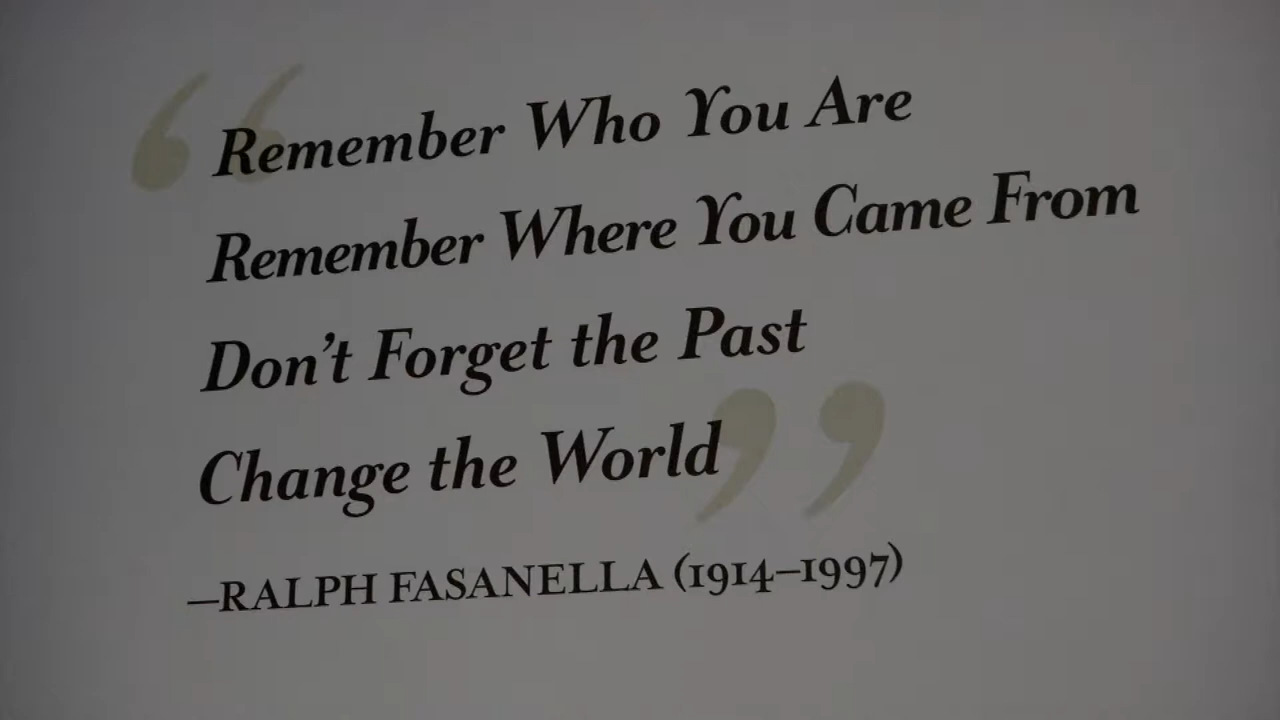 “Remember Who You Are
Remember Where You Came From
Don’t Forget the Past
Change the World”
—RALPH FASANELLA (1914–1997)